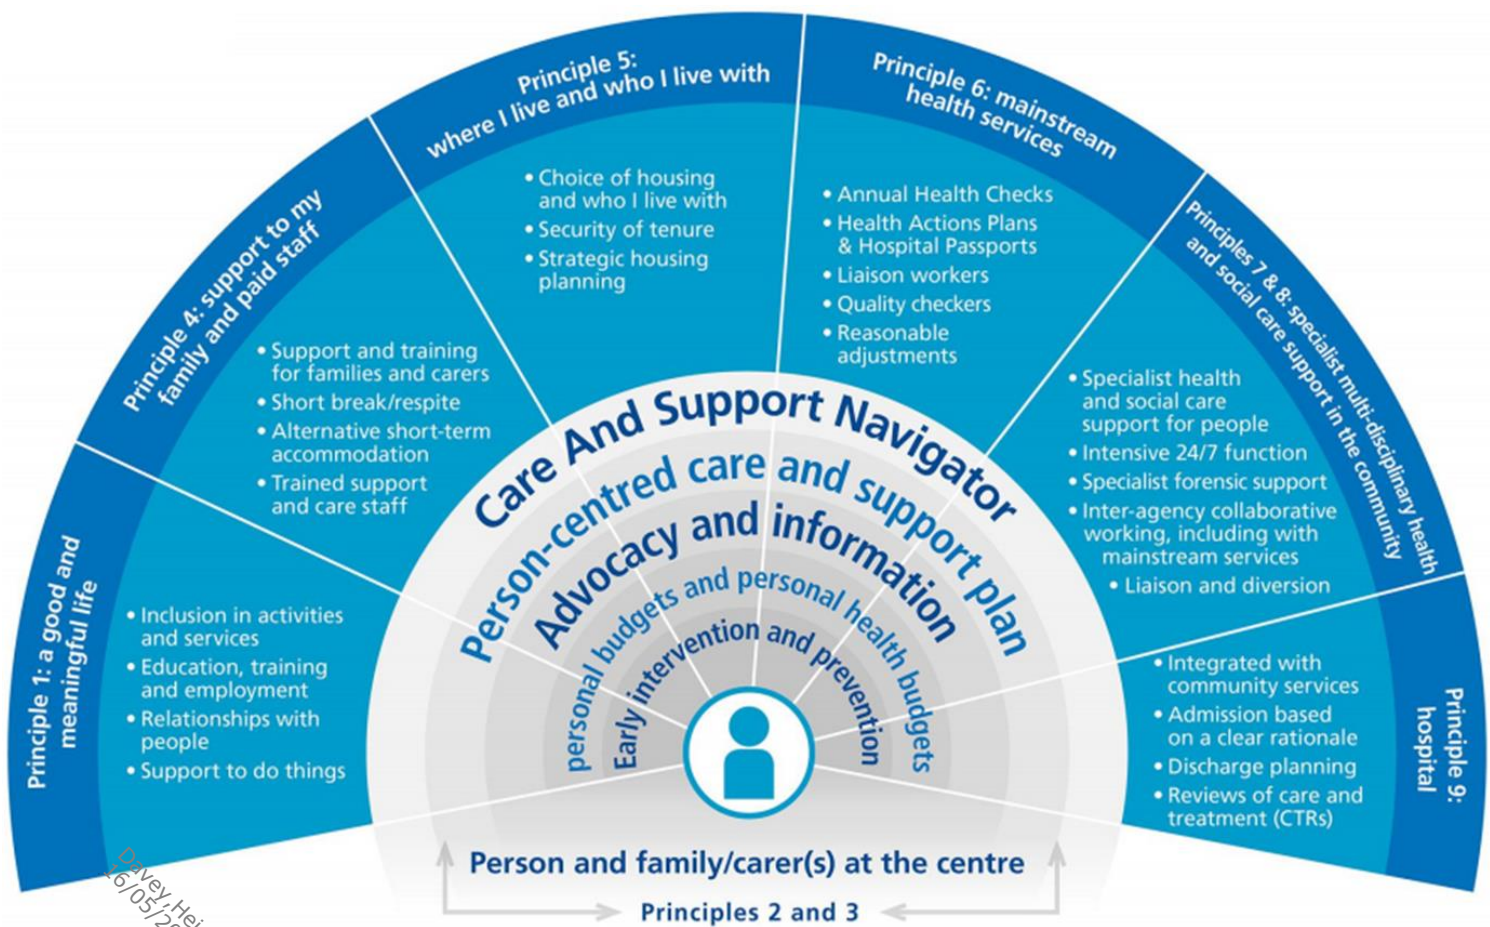 Principle 1: a good and
meaningful life
• Inclusion in activities
and services
• Education, training
and employment
• Relationships with
people
• Support to do things
Principle 4: support to my
family and paid staff
• Support and training
for families and carers
• Short break/respite
• Alternative short-term
accommodation
• Trained support
and care staff
Principle 5:
where I live and who I live with
• Choice of housing
and who I live with
• Security of tenure
• Strategic housing
planning
Principle 6: mainstream
health services
• Annual Health Checks
• Health Actions Plans
& Hospital Passports
• Liaison workers
• Quality checkers
• Reasonable
adjustments
Principles 7 & 8: specialist multi-disciplinary health
and social care support in the community
• Specialist health
and social care
support for people
• Intensive 24/7 function
• Specialist forensic support
• Inter-agency collaborative
working, including with
mainstream services
• Liaison and diversion
Principle 9:
hospital
• Integrated with
community services
• Admission based
on a clear rationale
• Discharge planning
• Reviews of care and
treatment (CTRs)
Care And Support Navigator
Person-centred care and support plan
Advocacy and information
personal budgets and personal health budgets
Early intervention and prevention
Person and family/carer(s) at the centre
Principles 2 and 3
Davey,
16/05/